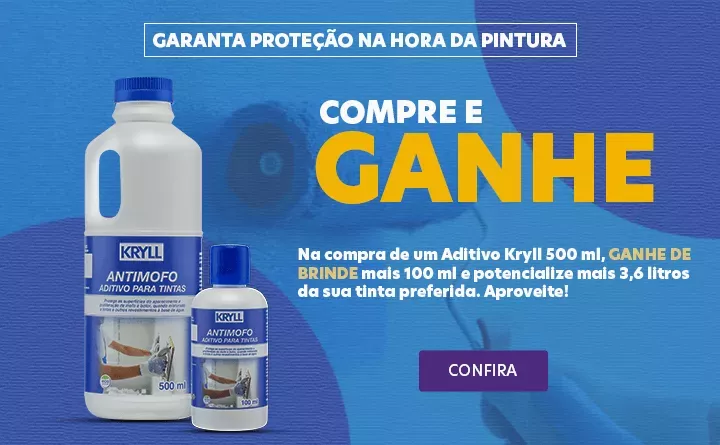 GARANTA PROTEÇÃO NA HORA DA PINTURA
COMPRE E
GANHE
Na compra de um Aditivo Kryll 500 ml, GANHE DE
BRINDE mais 100 ml e potencialize mais 3,6 litros
da sua tinta preferida. Aproveite!
CONFIRA
KRYLL
ANTIMOFO
ADITIVO PARA TINTAS
500 ml
KRYLL
ANTIMOFO
ADITIVO PARA TINTAS
100 ml